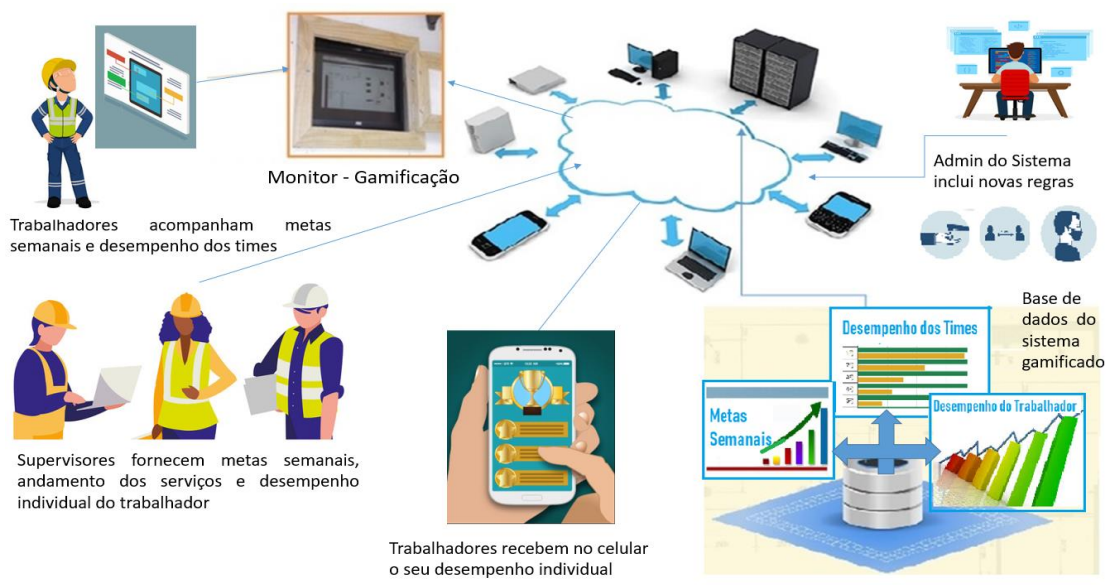 Monitor - Gamificação
Trabalhadores acompanham metas
semanais e desempenho dos times
Admin do Sistema
inclui novas regras
Supervisores fornecem metas semanais,
andamento dos serviços e desempenho
individual do trabalhador
Trabalhadores recebem no celular
o seu desempenho individual
Base de
dados do
sistema
gamificado
Desempenho dos Times
Metas
Semanais
Desempenho do Trabalhador